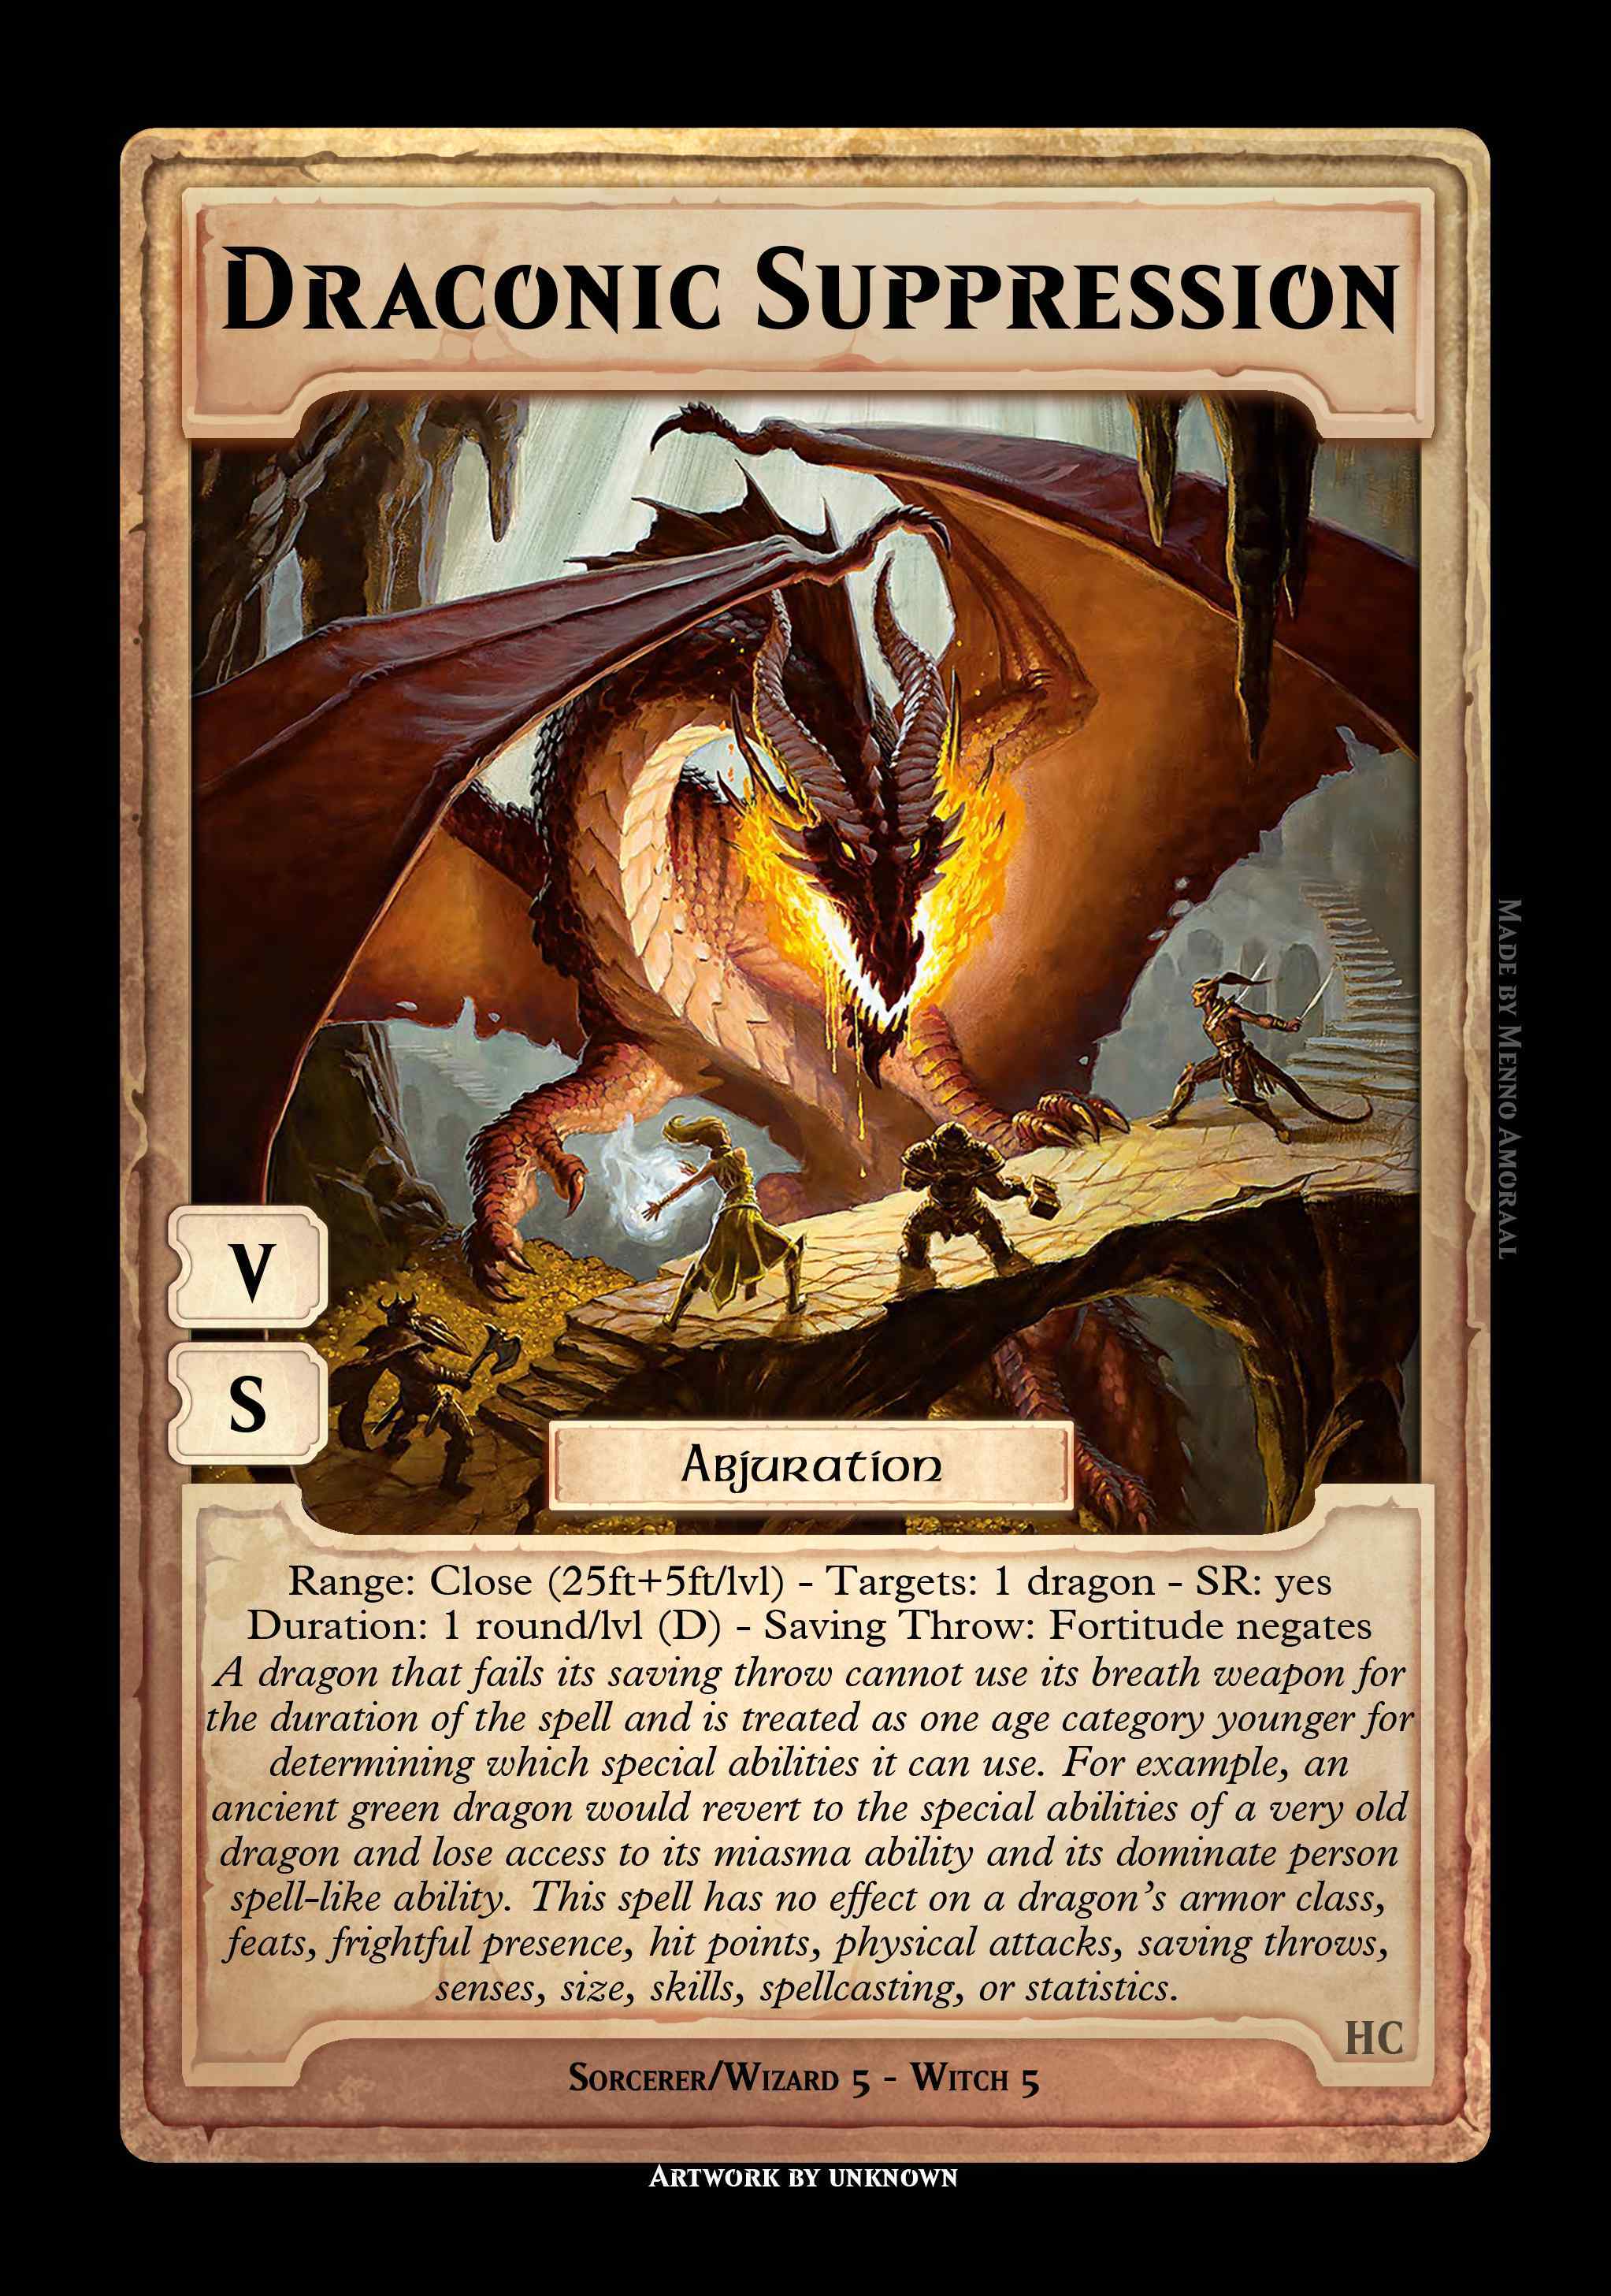 Draconic Suppression
V
S
Abjuration
Range: Close (25ft+5ft/lvl) - Targets: 1 dragon - SR: yes
Duration: 1 round/lvl (D) - Saving Throw: Fortitude negates
A dragon that fails its saving throw cannot use its breath weapon for
the duration of the spell and is treated as one age category younger for
determining which special abilities it can use. For example, an
ancient green dragon would revert to the special abilities of a very old
dragon and lose access to its miasma ability and its dominate person
spell-like ability. This spell has no effect on a dragon's armor class,
feats, frightful presence, hit points, physical attacks, saving throws,
senses, size, skills, spellcasting, or statistics.
HC
Sorcerer/Wizard 5 - Witch 5
Artwork by unknown
Made by Menno Amoraal